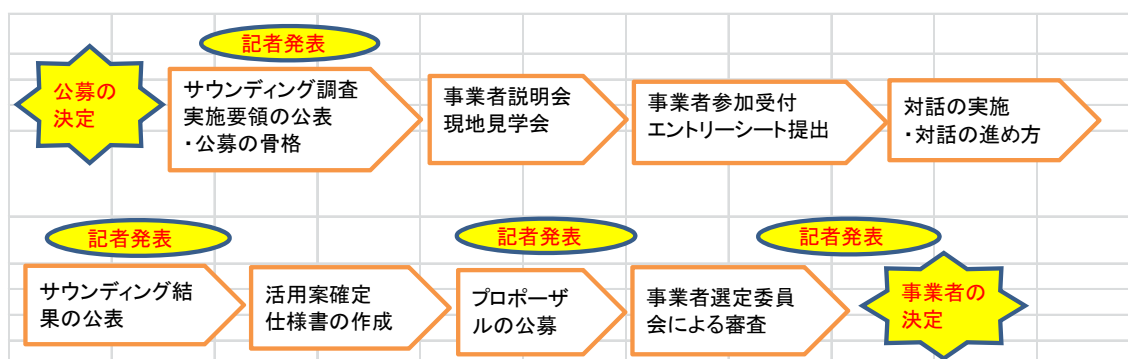 記者発表
公募の
決定
サウンディング調査
実施要領の公表
・公募の骨格
事業者説明会
現地見学会
事業者参加受付
エントリーシート提出
対話の実施
・対話の進め方
記者発表
サウンディング結
果の公表
活用案確定
仕様書の作成
記者発表
プロポーザ
ルの公募
事業者選定委員
会による審査
記者発表
事業者の
決定